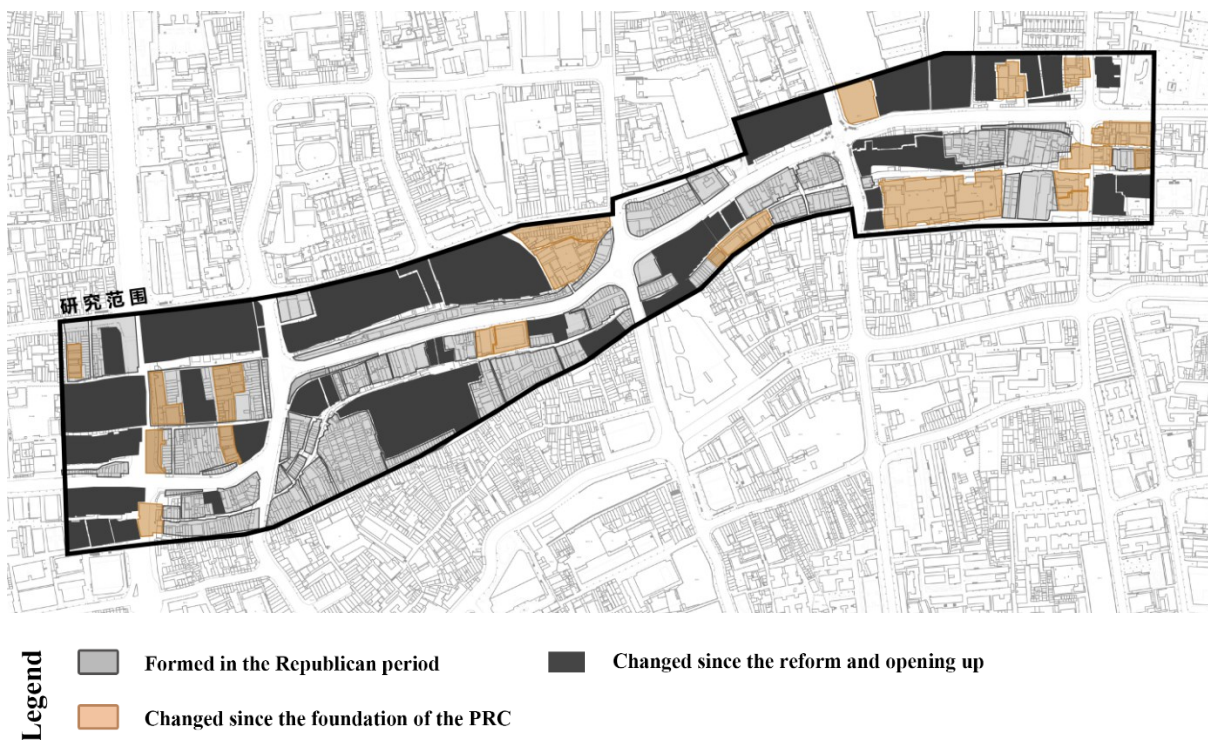 研究范围
Legend
Formed in the Republican period
Changed since the reform and opening up
Changed since the foundation of the PRC